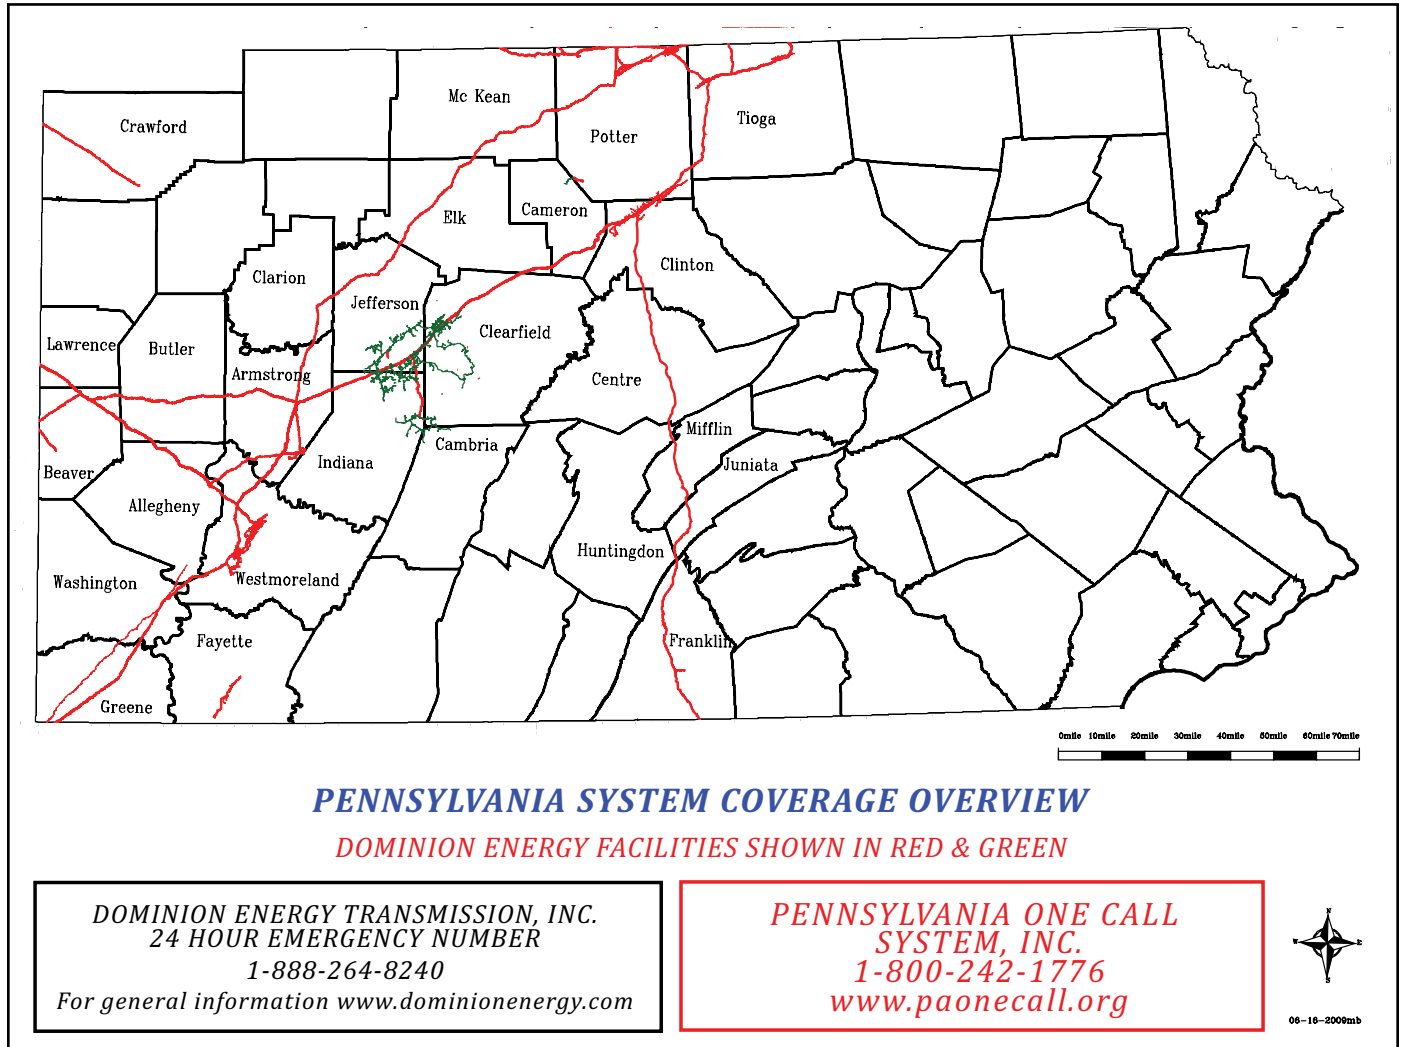 Mc Kean
Crawford
Tioga
Potter
Elk
Cameron
Clinton
Clarion
Jefferson
Clearfield
Lawrence
Butler
Armstrong
Centre
Mifflin
Cambria
Indiana
Juniata
Beaver
Allegheny
Huntingdon
Washington
Westmoreland
Fayette
Franklin
Greene
0mile 10mile 20mile 30mile 40mile 50mile 60mile 70mile
PENNSYLVANIA SYSTEM COVERAGE OVERVIEW
DOMINION ENERGY FACILITIES SHOWN IN RED & GREEN
DOMINION ENERGY TRANSMISSION, INC.
24 HOUR EMERGENCY NUMBER
1-888-264-8240
For general information www.dominionenergy.com
PENNSYLVANIA ONE CALL
SYSTEM, INC.
1-800-242-1776
www.paonecall.org
N
W E
S
06-16-2009mb